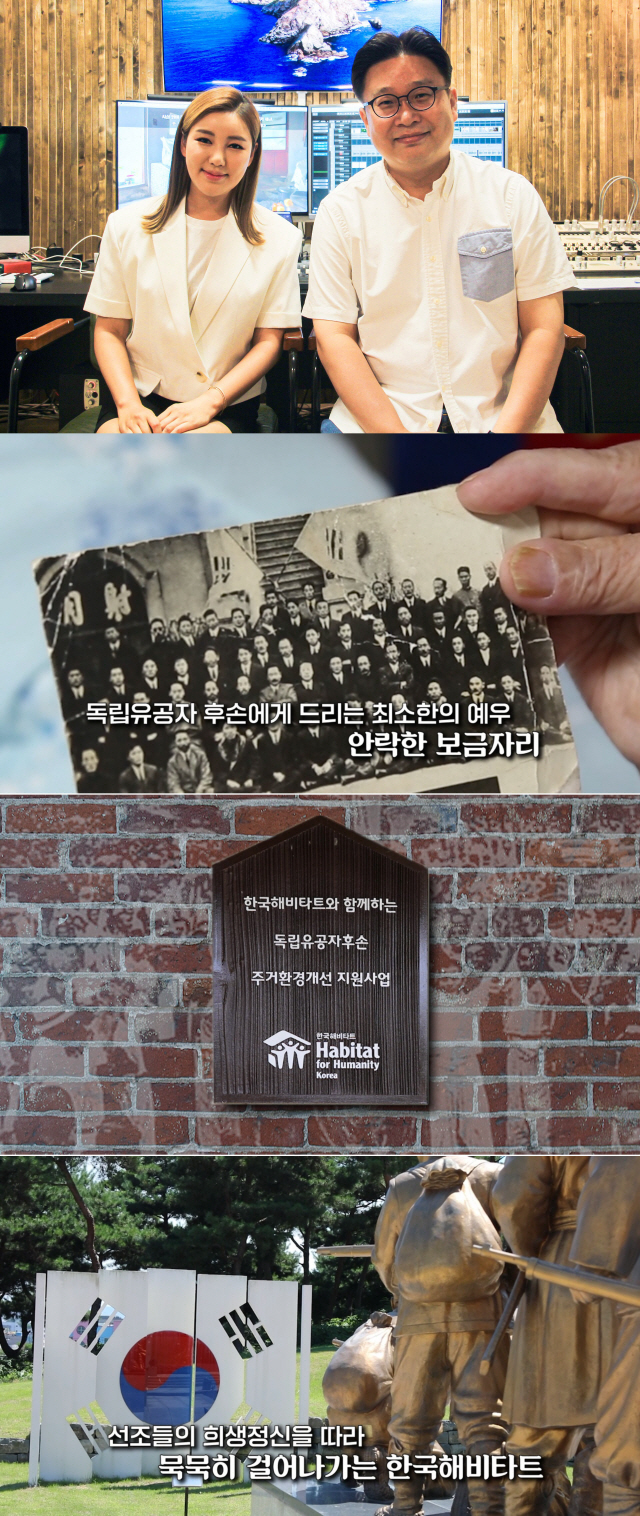 독립유공자 후손에게 드리는 최소한의 예우
안락한 보금자리
한국해비타트와 함께하는
독립유공자후손
주거환경개선 지원사업
한국해비타트
Habitat
for Humanity
Korea
선조들의 희생정신을 따라
묵묵히 걸어나가는 한국해비타트